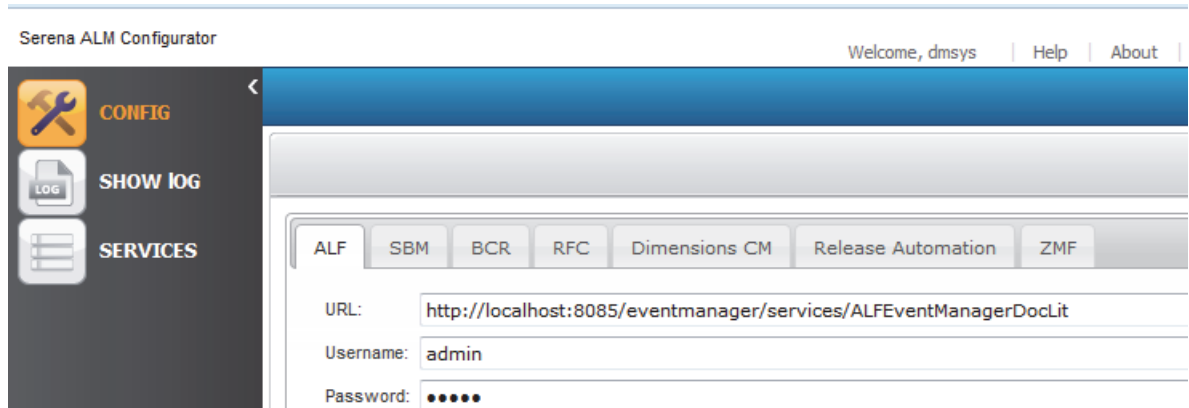 Serena ALM Configurator
Welcome, dmsys | Help | About |
CONFIG
LOG
SHOW lOG
SERVICES
ALF SBM BCR RFC Dimensions CM Release Automation ZMF
URL: http://localhost:8085/eventmanager/services/ALFEventManagerDocLit
Username: admin
Password: •••••